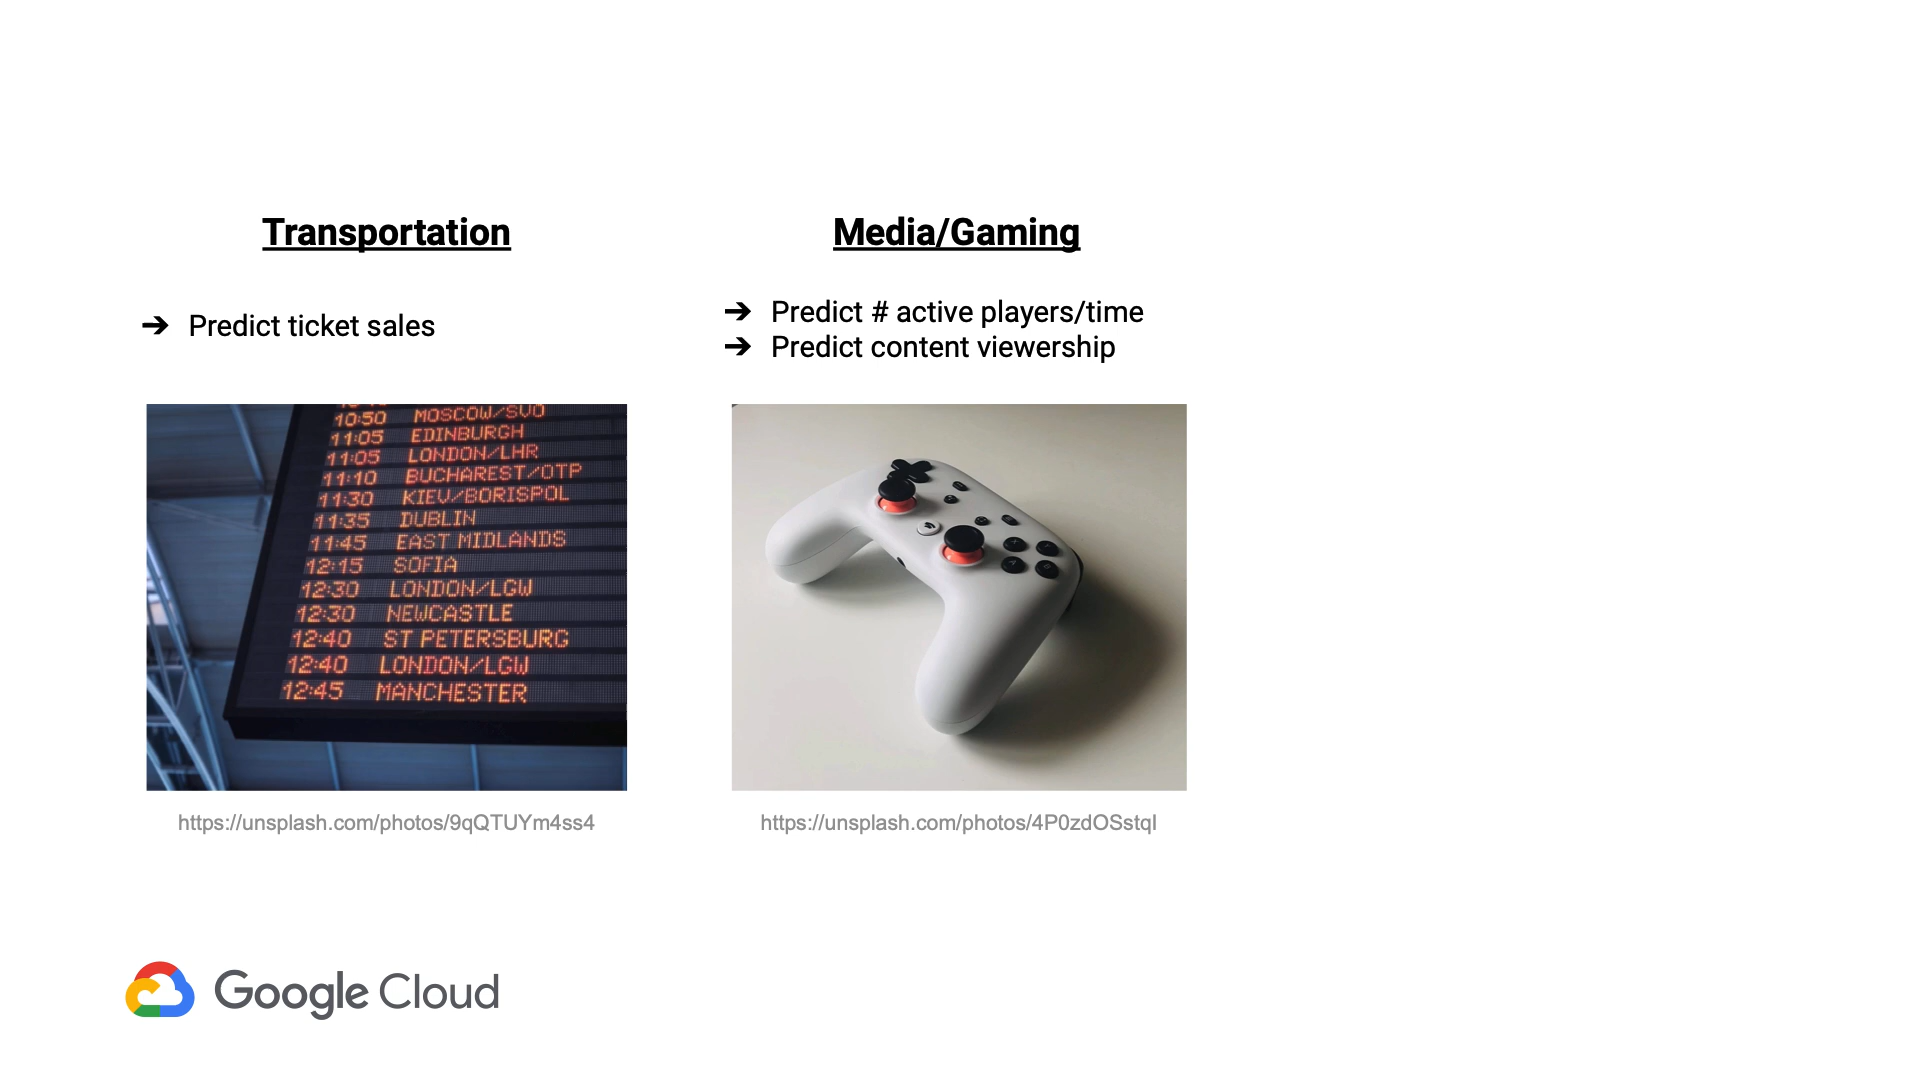 Transportation
➔ Predict ticket sales
10:50 MOSCOW/SVO
11:05 EDINBURGH
11:05 LONDON/LHR
11:10 BUCHAREST/OTP
11:30 KIEV/BORISPOL
11:35 DUBLIN
11:45 EAST MIDLANDS
12:15 SOFIA
12:30 LONDON/LGW
12:30 NEWCASTLE
12:40 ST PETERSBURG
12:40 LONDON/LGW
12:45 MANCHESTER
https://unsplash.com/photos/9qQTUYm4ss4
Media/Gaming
➔ Predict # active players/time
➔ Predict content viewership
https://unsplash.com/photos/4P0zdOSstqI
Google Cloud